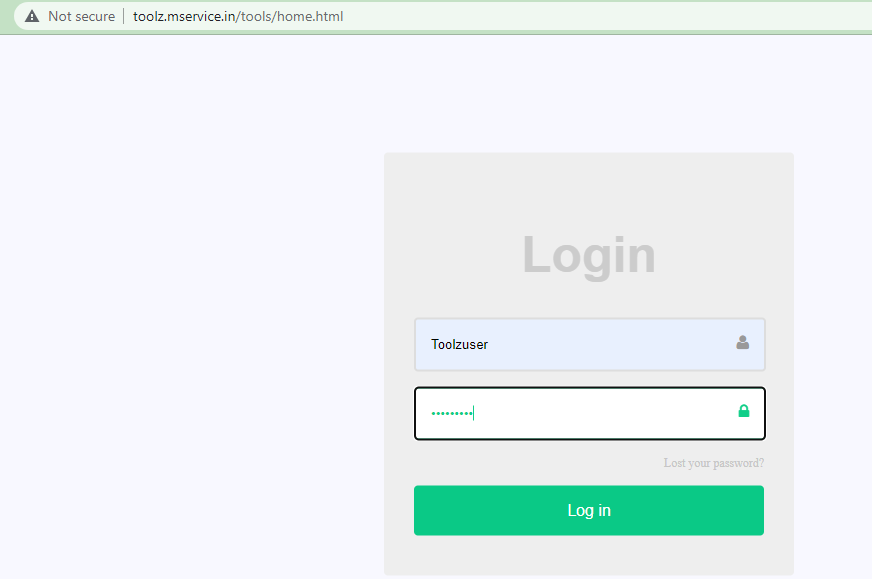 Not secure | toolz.mservice.in/tools/home.html
Login
Toolzuser
•••••••••
Lost your password?
Log in